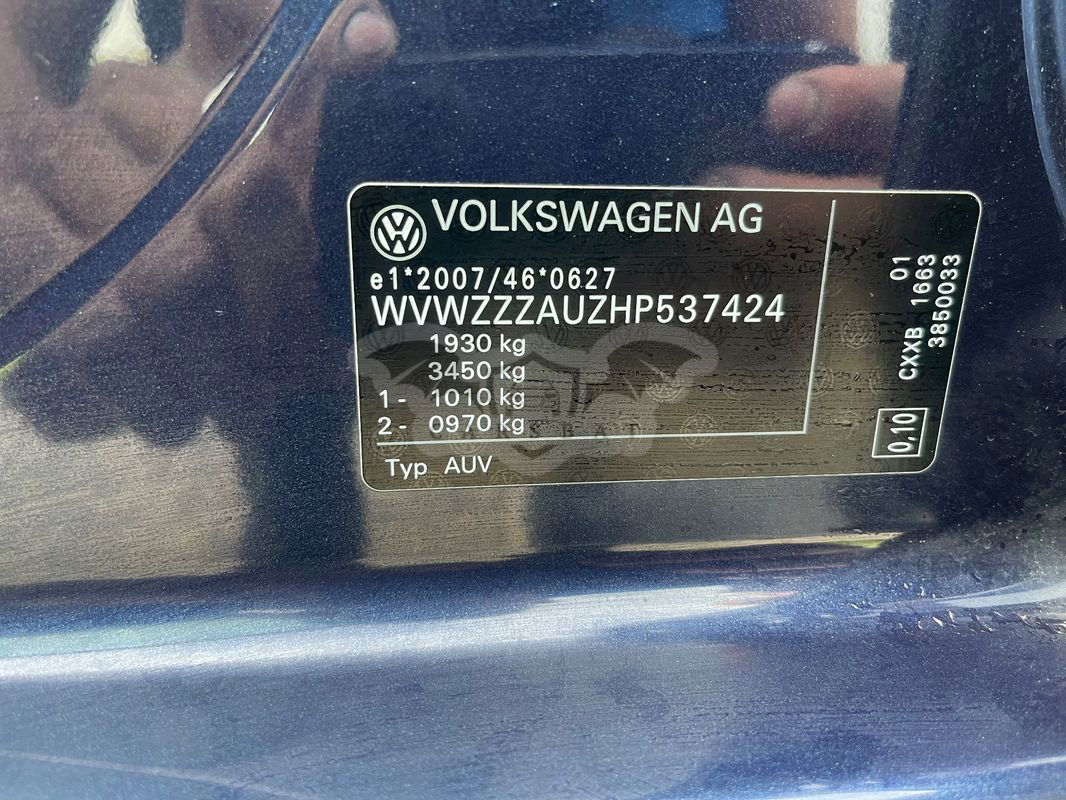 VOLKSWAGEN AG
e1*2007/46*0627
WVWZZZAUZHP537424
1930 kg
3450 kg
1- 1010 kg
2- 0970 kg
Typ AUV
01
CXXB 1663
3850033
0,10
CARSBAD